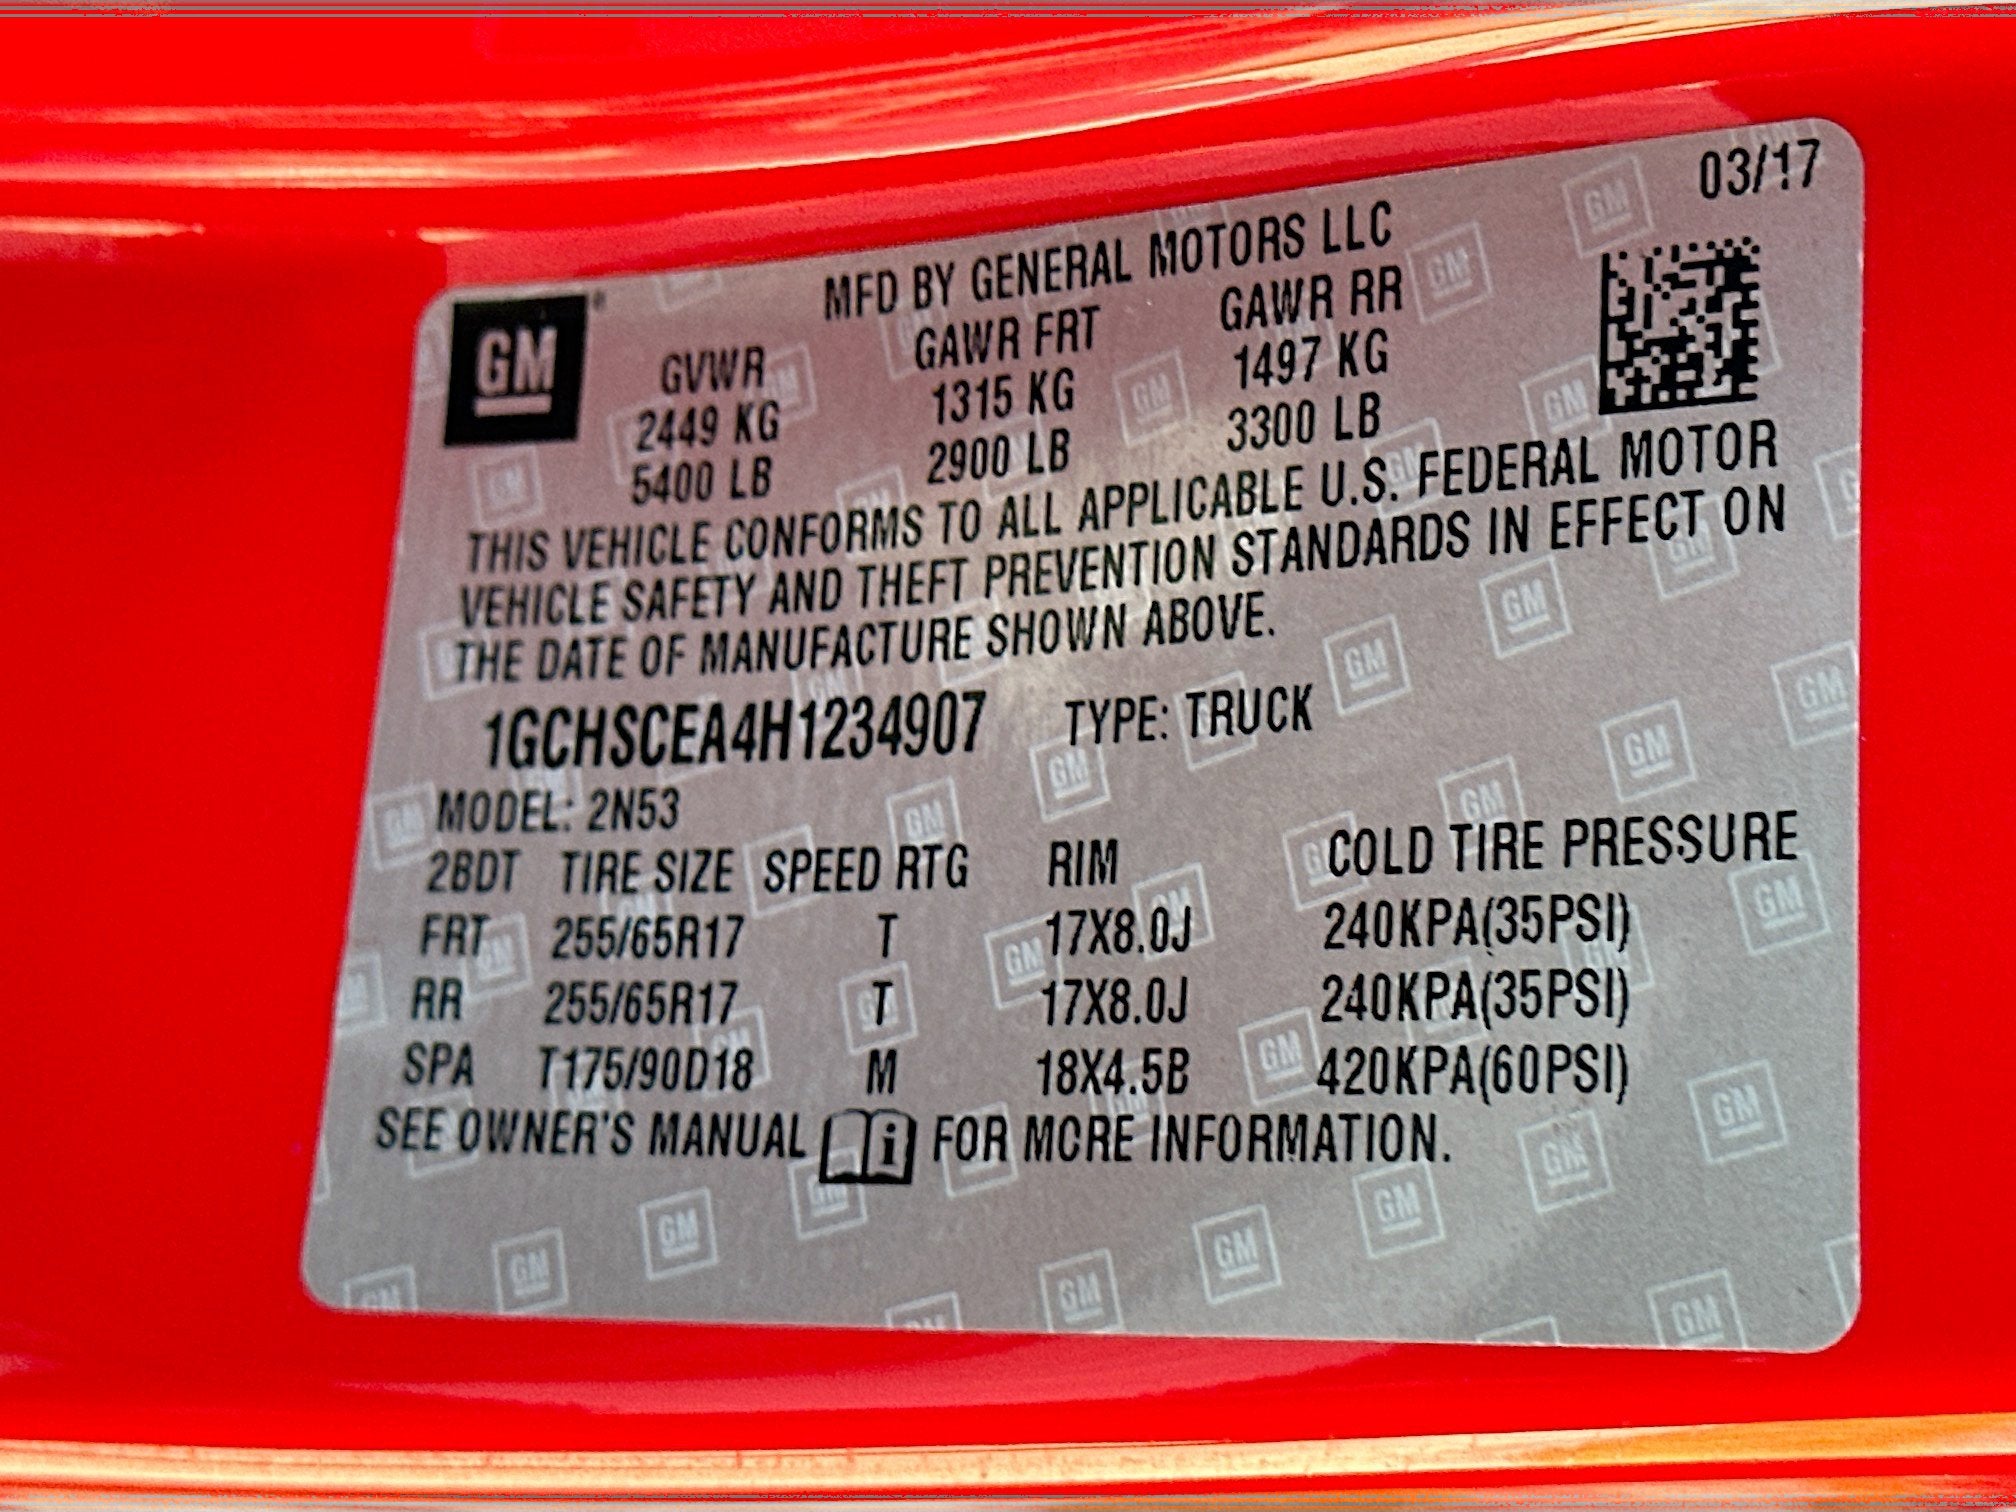 03/17
MFD BY GENERAL MOTORS LLC
GM
GVWR GAWR FRT GAWR RR
2449 KG 1315 KG 1497 KG
5400 LB 2900 LB 3300 LB
THIS VEHICLE CONFORMS TO ALL APPLICABLE U.S. FEDERAL MOTOR
VEHICLE SAFETY AND THEFT PREVENTION STANDARDS IN EFFECT ON
THE DATE OF MANUFACTURE SHOWN ABOVE.
1GCHSCEA4H1234907 TYPE: TRUCK
MODEL: 2N53
2BDT TIRE SIZE SPEED RTG RIM COLD TIRE PRESSURE
FRT 255/65R17 T 17X8.0J 240KPA(35PSI)
RR 255/65R17 T 17X8.0J 240KPA(35PSI)
SPA T175/90D18 M 18X4.5B 420KPA(60PSI)
SEE OWNER'S MANUAL i FOR MORE INFORMATION.